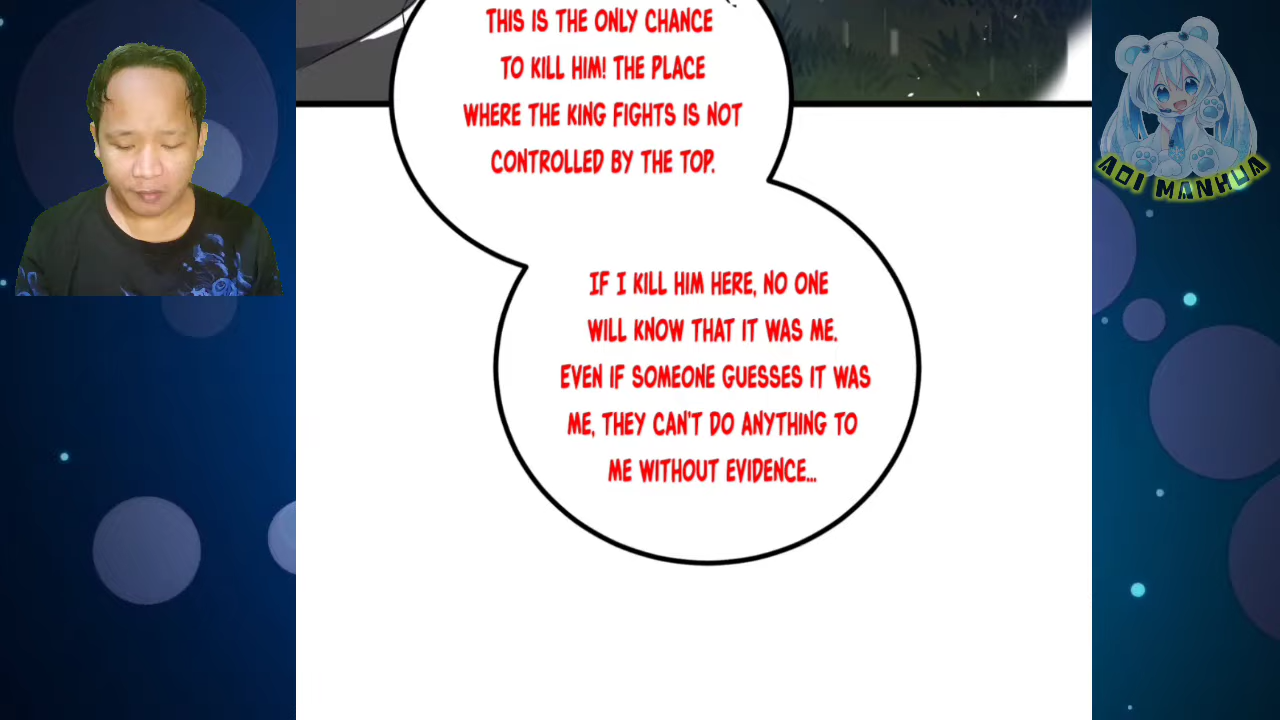 THIS IS THE ONLY CHANCE
TO KILL HIM! THE PLACE
WHERE THE KING FIGHTS IS NOT
CONTROLLED BY THE TOP.
IF I KILL HIM HERE, NO ONE
WILL KNOW THAT IT WAS ME.
EVEN IF SOMEONE GUESSES IT WAS
ME, THEY CAN'T DO ANYTHING TO
ME WITHOUT EVIDENCE...
AOI MANHUA